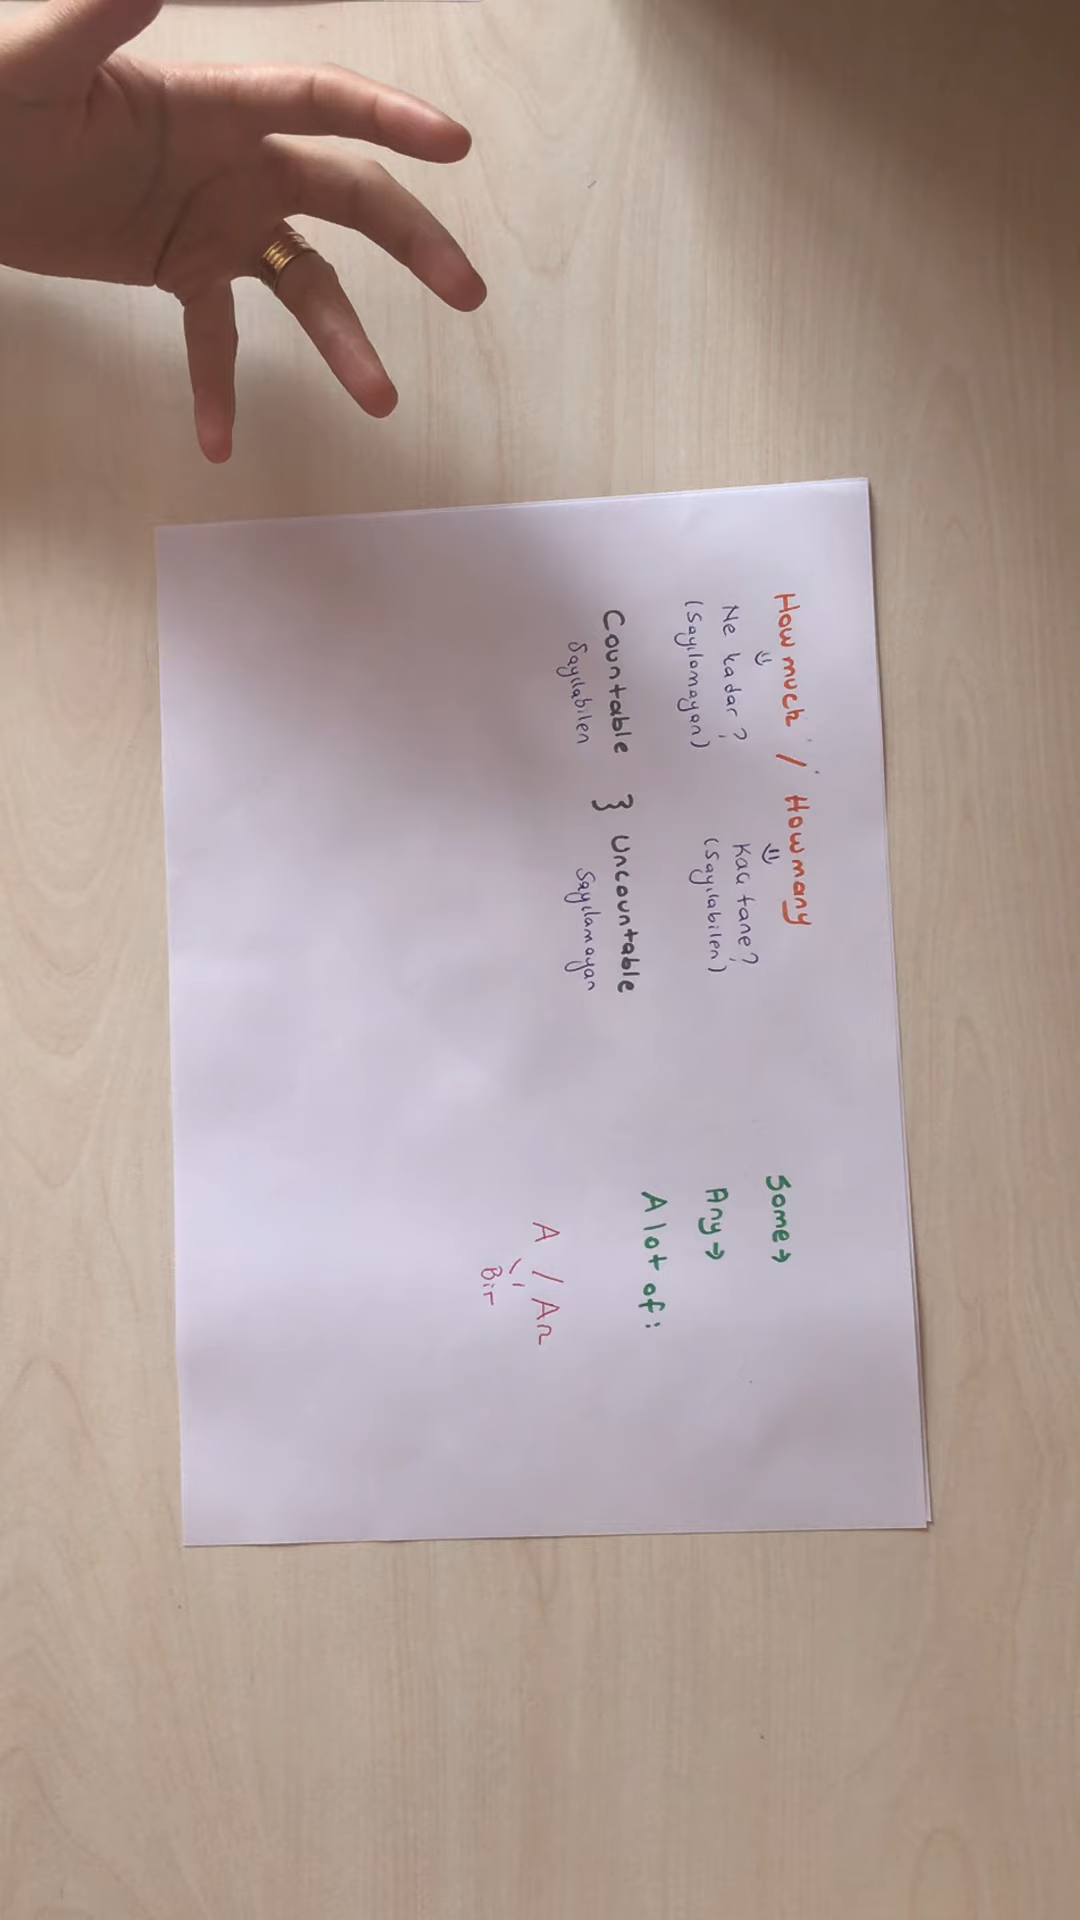 How much / How many
Ne kadar?
(Sayılamayan)
Kaç tane?
(Sayılabilen)
Countable } Uncountable
Sayılabilen
Sayılamayan
Some →
Any →
A lot of :
A / An
Bir